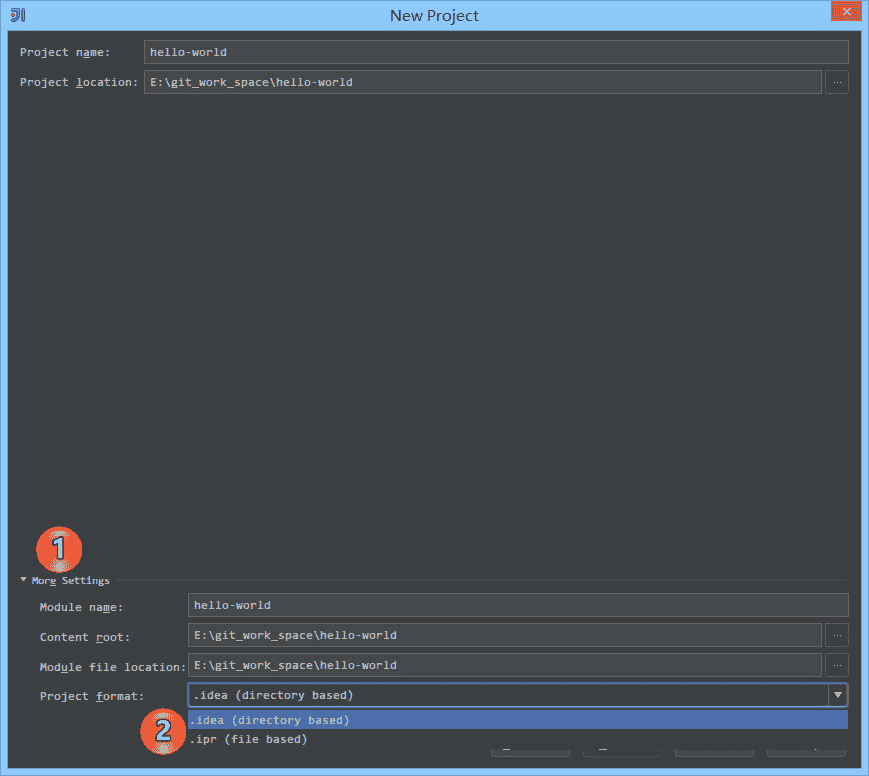 New Project
Project name: hello-world
Project location: E:\git_work_space\hello-world ...
1
More Settings
Module name: hello-world
Content root: E:\git_work_space\hello-world ...
Module file location: E:\git_work_space\hello-world ...
Project format: .idea (directory based)
2
.idea (directory based)
.ipr (file based)